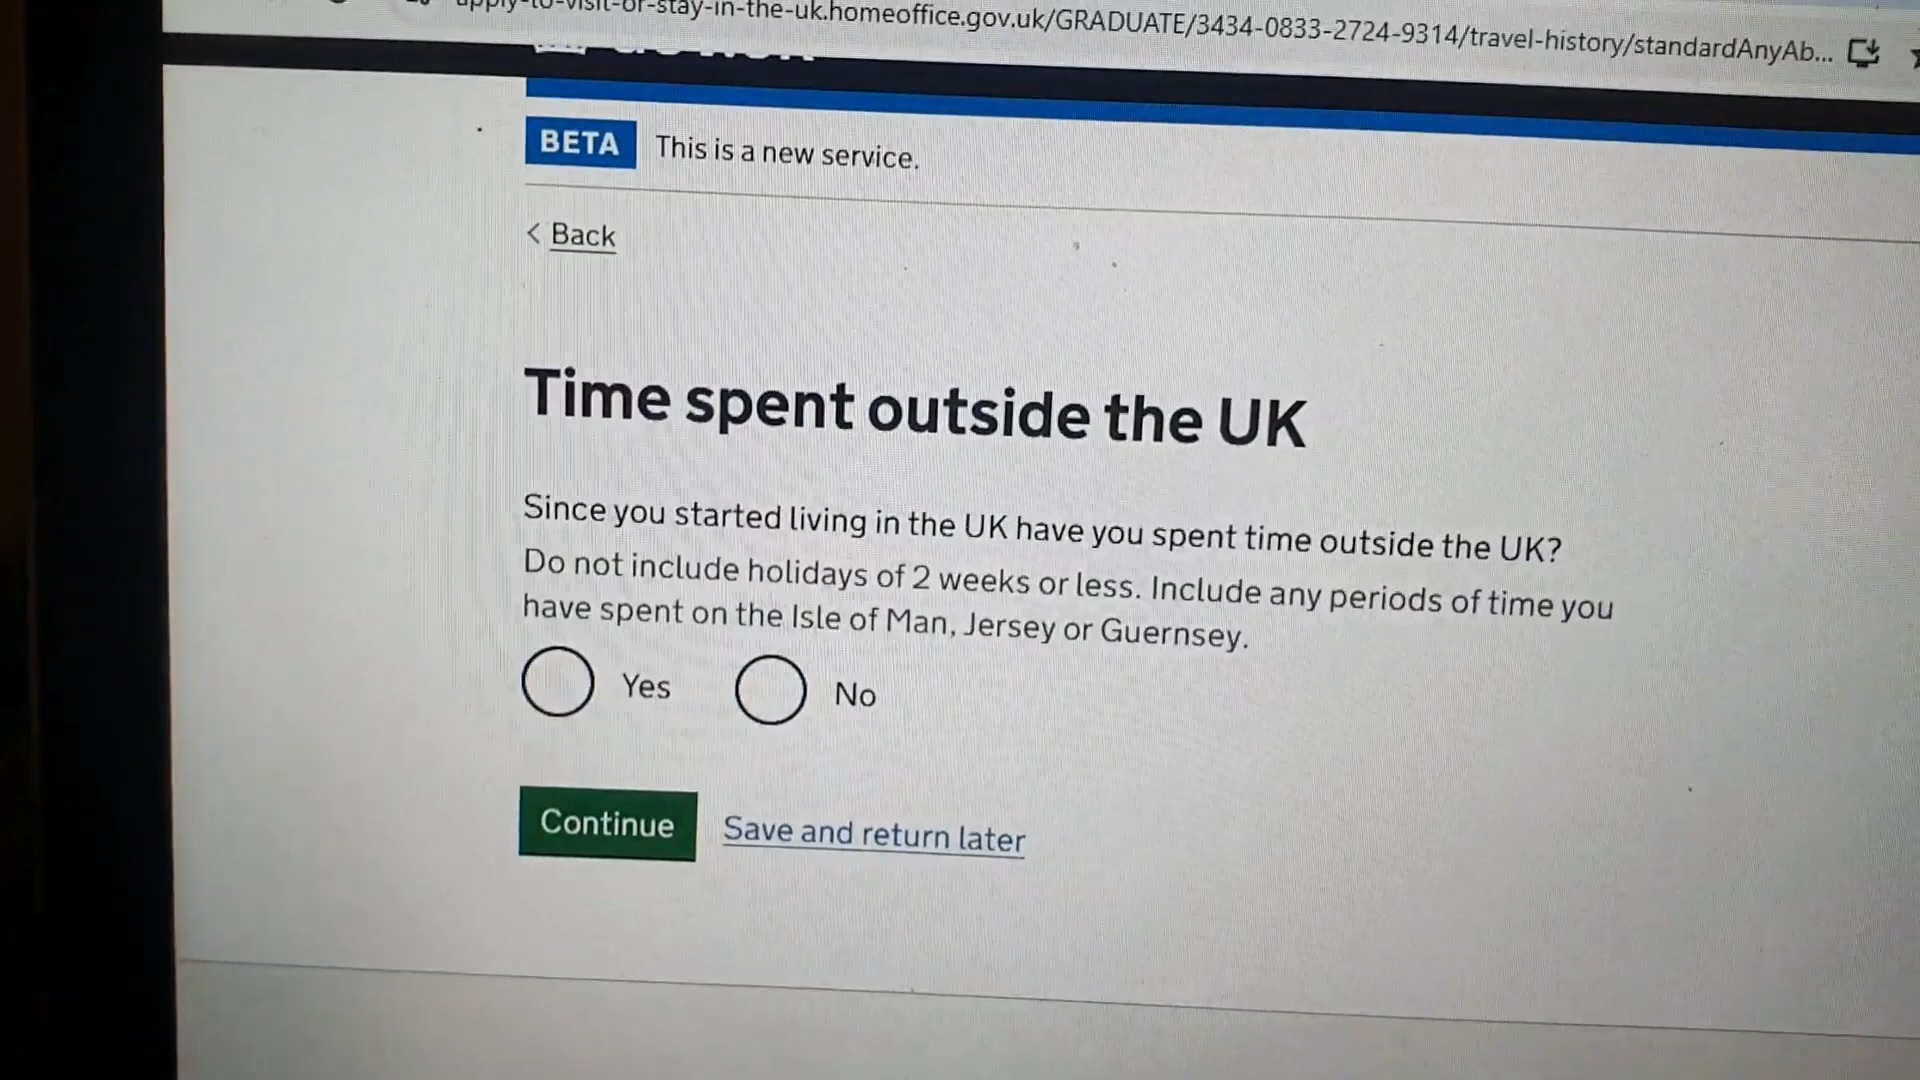 apply-to-visit-or-stay-in-the-uk.homeoffice.gov.uk/GRADUATE/3434-0833-2724-9314/travel-history/standardAnyAb...
BETA This is a new service.
< Back
Time spent outside the UK
Since you started living in the UK have you spent time outside the UK?
Do not include holidays of 2 weeks or less. Include any periods of time you
have spent on the Isle of Man, Jersey or Guernsey.
Yes No
Continue Save and return later